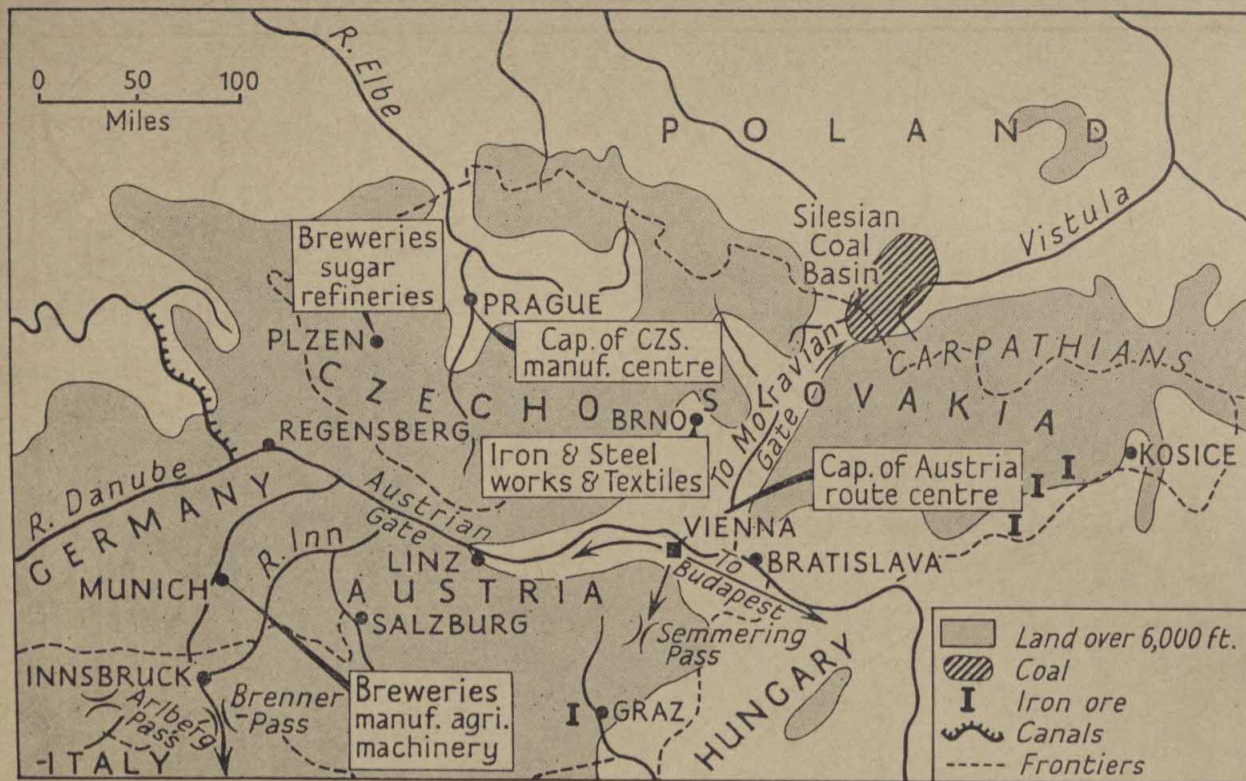 0 50 100
Miles
R. Elbe
POLAND
Silesian
Coal
Basin
Vistula
Breweries
sugar
refineries
PRAGUE
PLZEN
Cap. of CZS.
manuf. centre
CARPATHIANS
CZECHOSLOVAKIA
To Moravian
Gate
BRNO
REGENSBERG
Iron & Steel
works & Textiles
Cap. of Austria
route centre
KOSICE
R. Danube
GERMANY
Austrian
Gate
R. Inn
LINZ
VIENNA
To
Budapest
BRATISLAVA
MUNICH
AUSTRIA
SALZBURG
Semmering
Pass
INNSBRUCK
Arlberg
Pass
Brenner
Pass
Breweries
manuf. agri.
machinery
GRAZ
HUNGARY
ITALY
Land over 6,000 ft.
Coal
I Iron ore
Canals
Frontiers